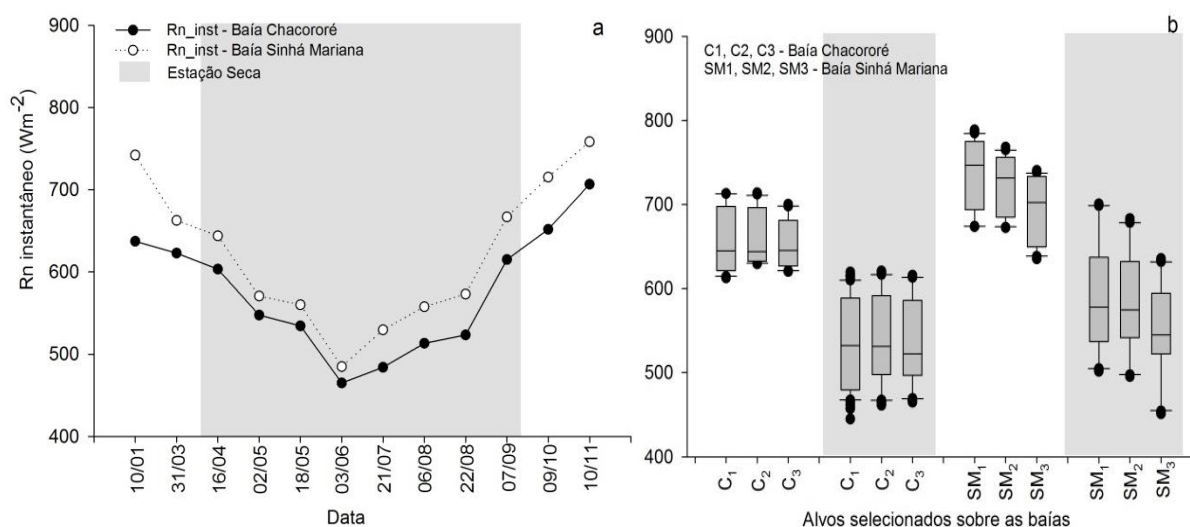 a
Rn_inst - Baía Chacororé
Rn_inst - Baía Sinhá Mariana
Estação Seca
Rn instantâneo (Wm⁻²)
900
800
700
600
500
400
10/01
31/03
16/04
02/05
18/05
03/06
21/07
06/08
22/08
07/09
09/10
10/11
Data
b
C1, C2, C3 - Baía Chacororé
SM1, SM2, SM3 - Baía Sinhá Mariana
900
800
700
600
500
400
C₁ C₂ C₃ C₁ C₂ C₃ SM₁ SM₂ SM₃ SM₁ SM₂ SM₃
Alvos selecionados sobre as baías